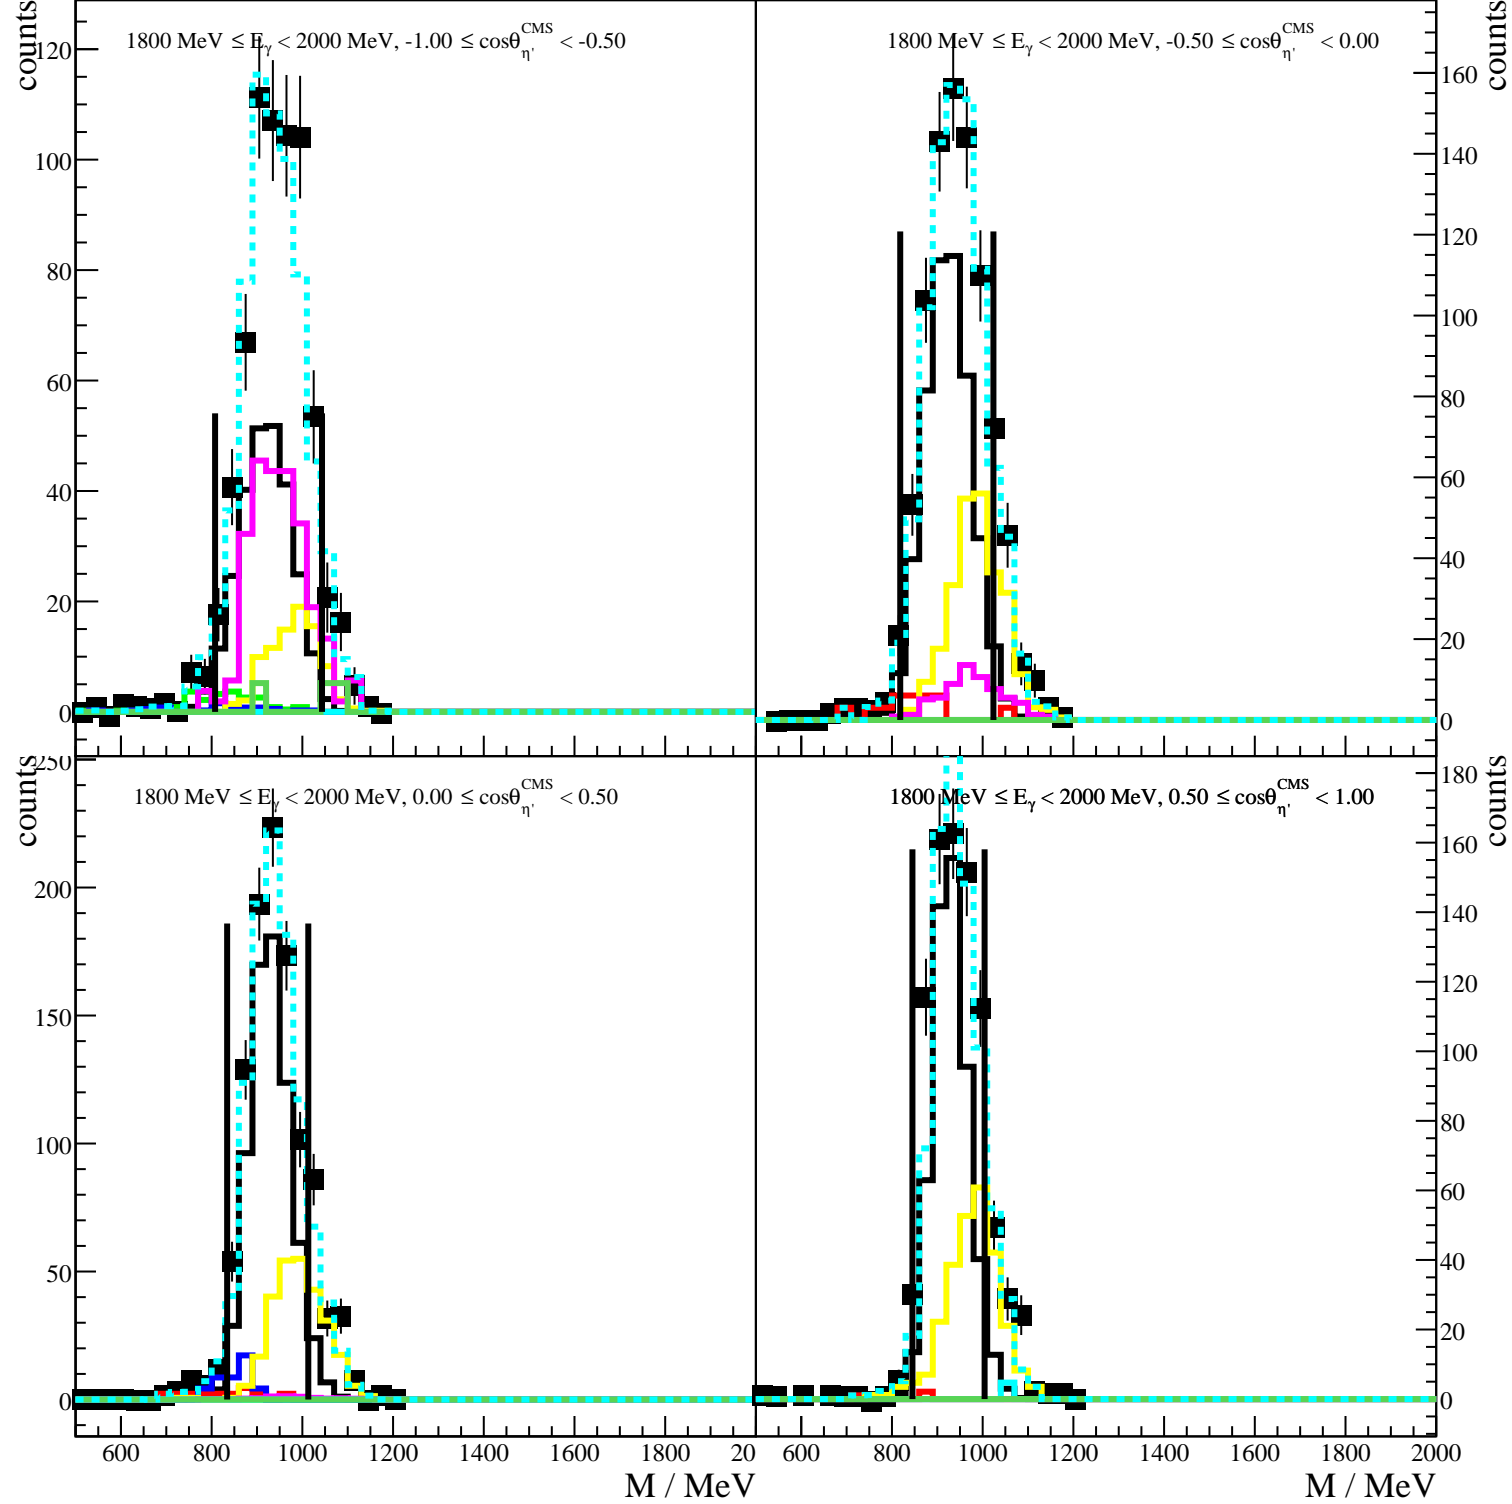 1800 MeV ≤ Eγ < 2000 MeV, -1.00 ≤ cosθη'CMS < -0.50
1800 MeV ≤ Eγ < 2000 MeV, -0.50 ≤ cosθη'CMS < 0.00
counts
120
100
80
60
40
20
0
counts
160
140
120
100
80
60
40
20
0
1800 MeV ≤ Eγ < 2000 MeV, 0.00 ≤ cosθη'CMS < 0.50
1800 MeV ≤ Eγ < 2000 MeV, 0.50 ≤ cosθη'CMS < 1.00
counts
250
200
150
100
50
0
counts
180
160
140
120
100
80
60
40
20
0
600 800 1000 1200 1400 1600 1800 20
M / MeV
600 800 1000 1200 1400 1600 1800 2000
M / MeV